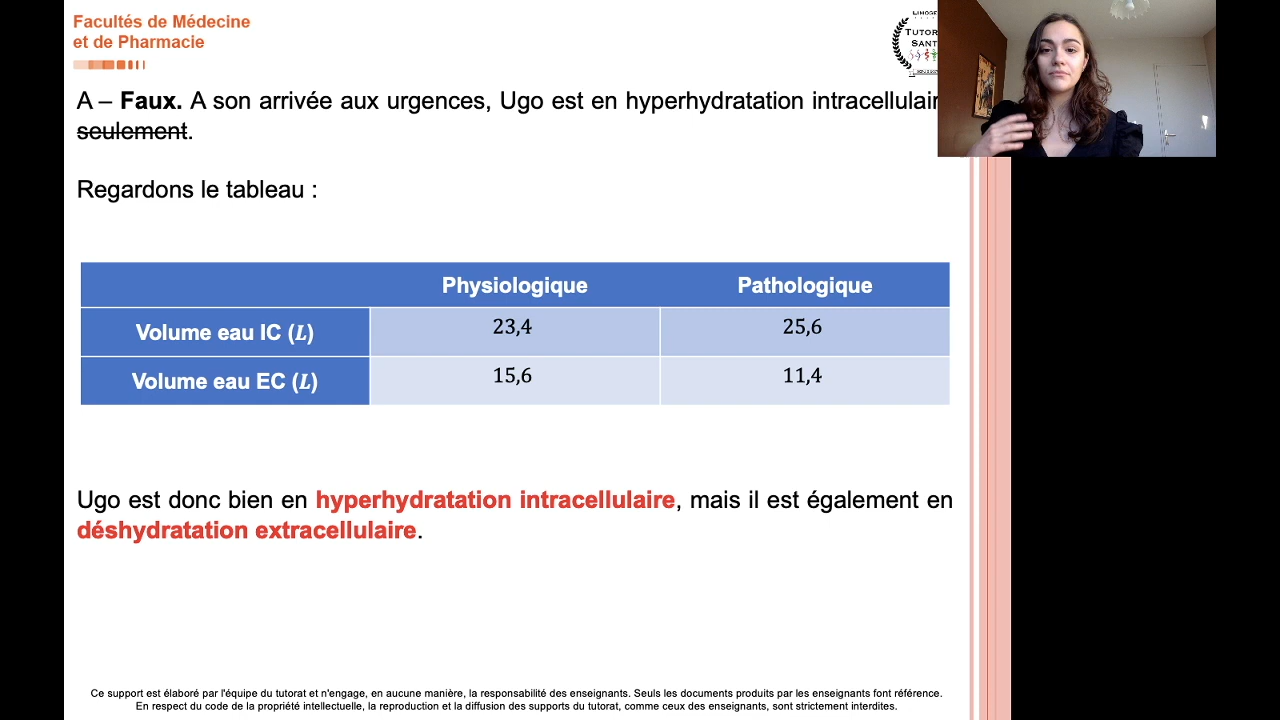 Facultés de Médecine
et de Pharmacie
LIMOGES
TUTOR
SANT
A – Faux. A son arrivée aux urgences, Ugo est en hyperhydratation intracellulair
seulement.
Regardons le tableau :
Physiologique Pathologique
Volume eau IC (L) 23,4 25,6
Volume eau EC (L) 15,6 11,4
Ugo est donc bien en hyperhydratation intracellulaire, mais il est également en
déshydratation extracellulaire.
Ce support est élaboré par l'équipe du tutorat et n'engage, en aucune manière, la responsabilité des enseignants. Seuls les documents produits par les enseignants font référence.
En respect du code de la propriété intellectuelle, la reproduction et la diffusion des supports du tutorat, comme ceux des enseignants, sont strictement interdites.